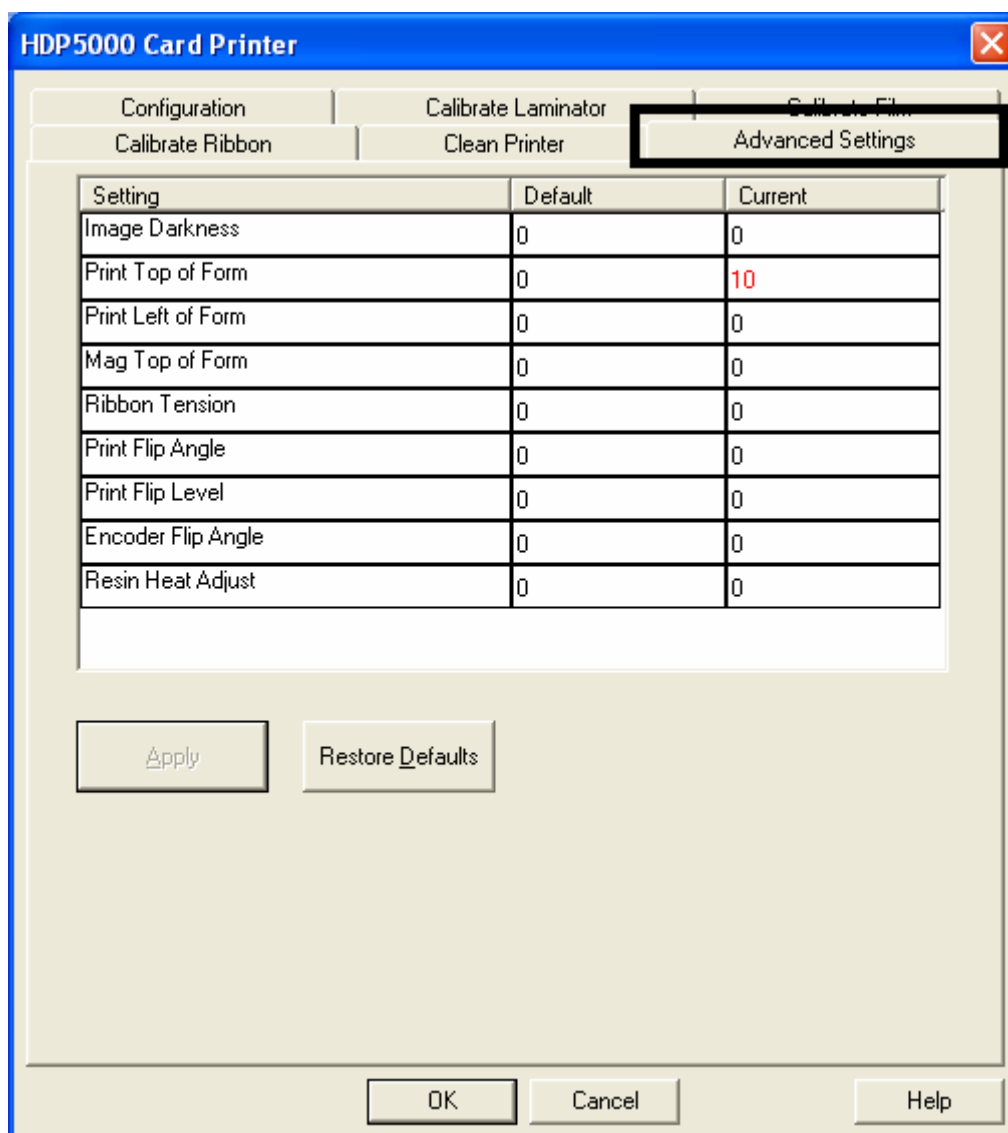 HDP5000 Card Printer
Configuration Calibrate Laminator Calibrate Film
Calibrate Ribbon Clean Printer Advanced Settings
Setting Default Current
Image Darkness 0 0
Print Top of Form 0 10
Print Left of Form 0 0
Mag Top of Form 0 0
Ribbon Tension 0 0
Print Flip Angle 0 0
Print Flip Level 0 0
Encoder Flip Angle 0 0
Resin Heat Adjust 0 0
Apply Restore Defaults
OK Cancel Help